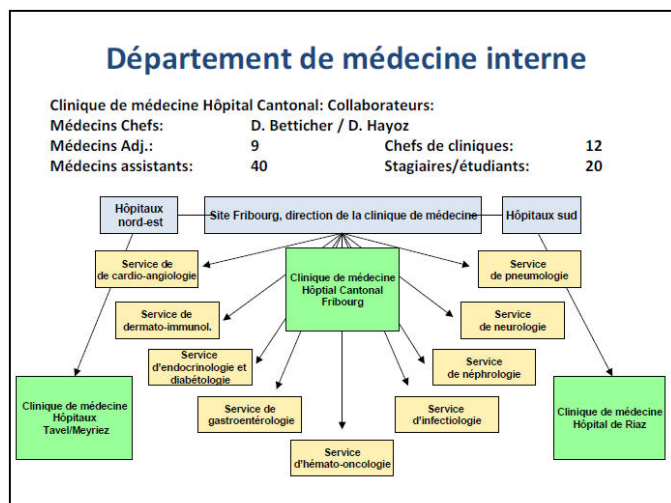 Département de médecine interne
Clinique de médecine Hôpital Cantonal: Collaborateurs:
Médecins Chefs: D. Betticher / D. Hayoz
Médecins Adj.: 9 Chefs de cliniques: 12
Médecins assistants: 40 Stagiaires/étudiants: 20
Hôpitaux
nord-est
Site Fribourg, direction de la clinique de médecine
Hôpitaux sud
Service de
de cardio-angiologie
Clinique de médecine
Hôptial Cantonal
Fribourg
Service
de pneumologie
Service de
dermato-immunol.
Service
de neurologie
Service
d'endocrinologie et
diabétologie
Service
de néphrologie
Clinique de médecine
Hôpitaux
Tavel/Meyriez
Service de
gastroentérologie
Service
d'infectiologie
Clinique de médecine
Hôpital de Riaz
Service
d'hémato-oncologie